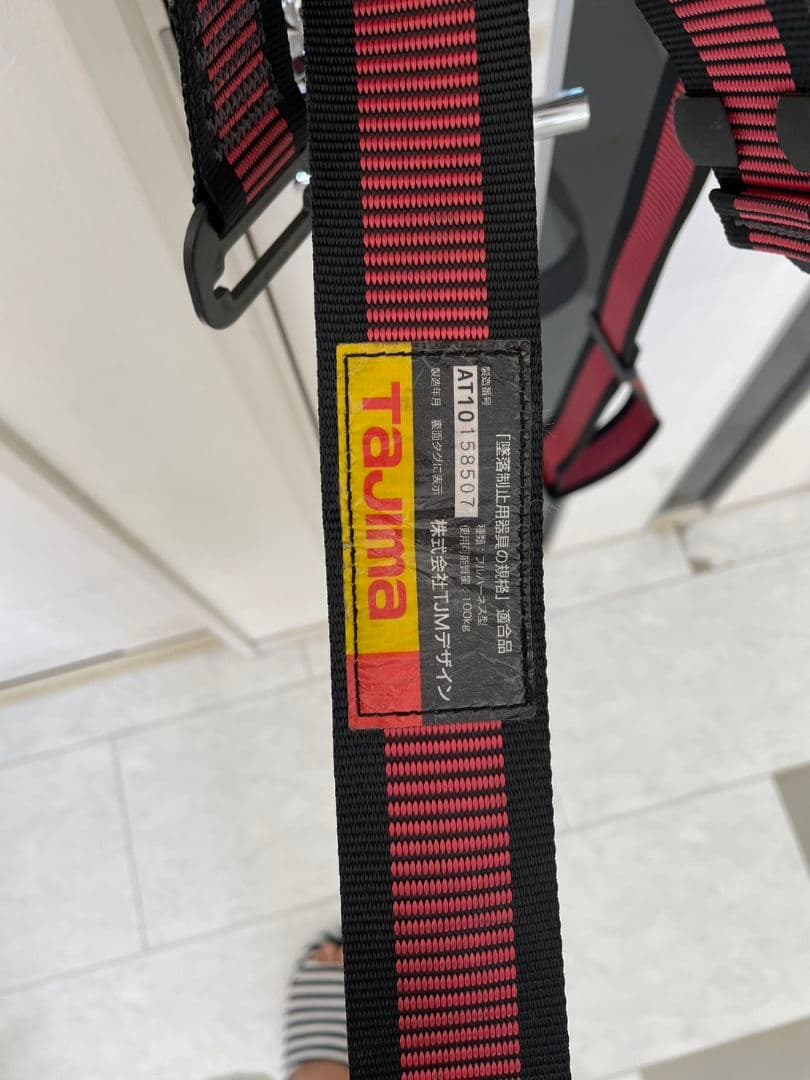 「墜落制止用器具の規格」適合品
製造番号
AT10158507
種類：フルハーネス型
使用可能質量：100kg
製造年月 裏面タグに表示
株式会社TJMデザイン
TaJIma